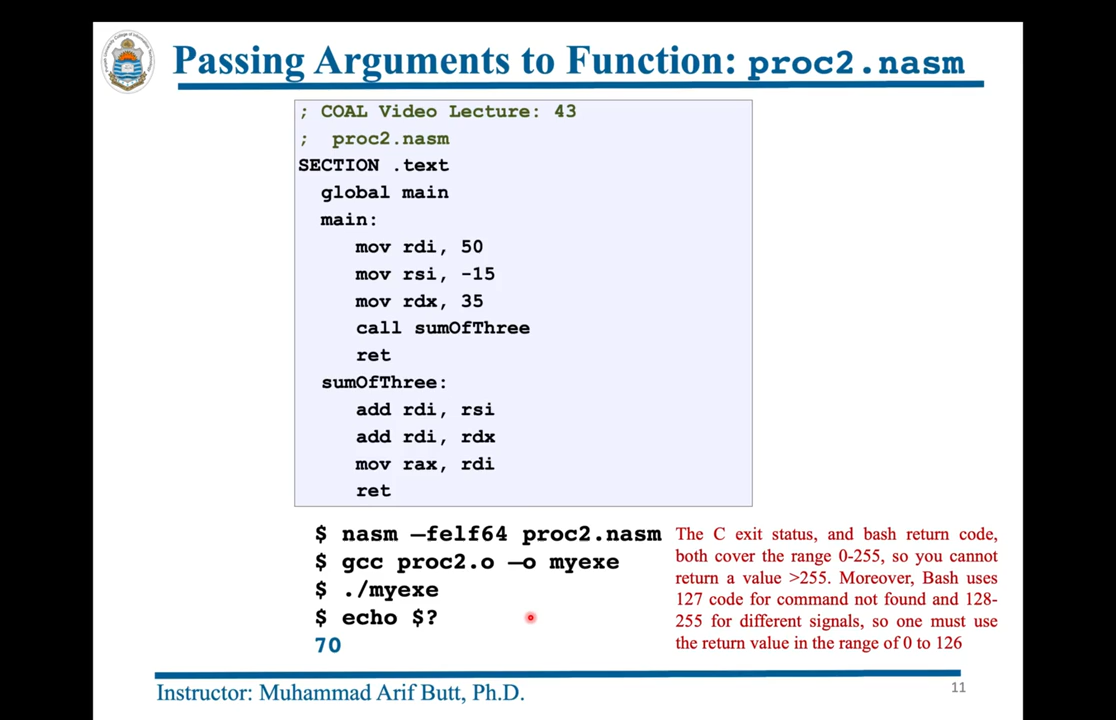 Passing Arguments to Function: proc2.nasm
; COAL Video Lecture: 43
; proc2.nasm
SECTION .text
global main
main:
mov rdi, 50
mov rsi, -15
mov rdx, 35
call sumOfThree
ret
sumOfThree:
add rdi, rsi
add rdi, rdx
mov rax, rdi
ret
$ nasm –felf64 proc2.nasm
$ gcc proc2.o –o myexe
$ ./myexe
$ echo $?
70
The C exit status, and bash return code,
both cover the range 0-255, so you cannot
return a value >255. Moreover, Bash uses
127 code for command not found and 128-
255 for different signals, so one must use
the return value in the range of 0 to 126
Instructor: Muhammad Arif Butt, Ph.D.
11